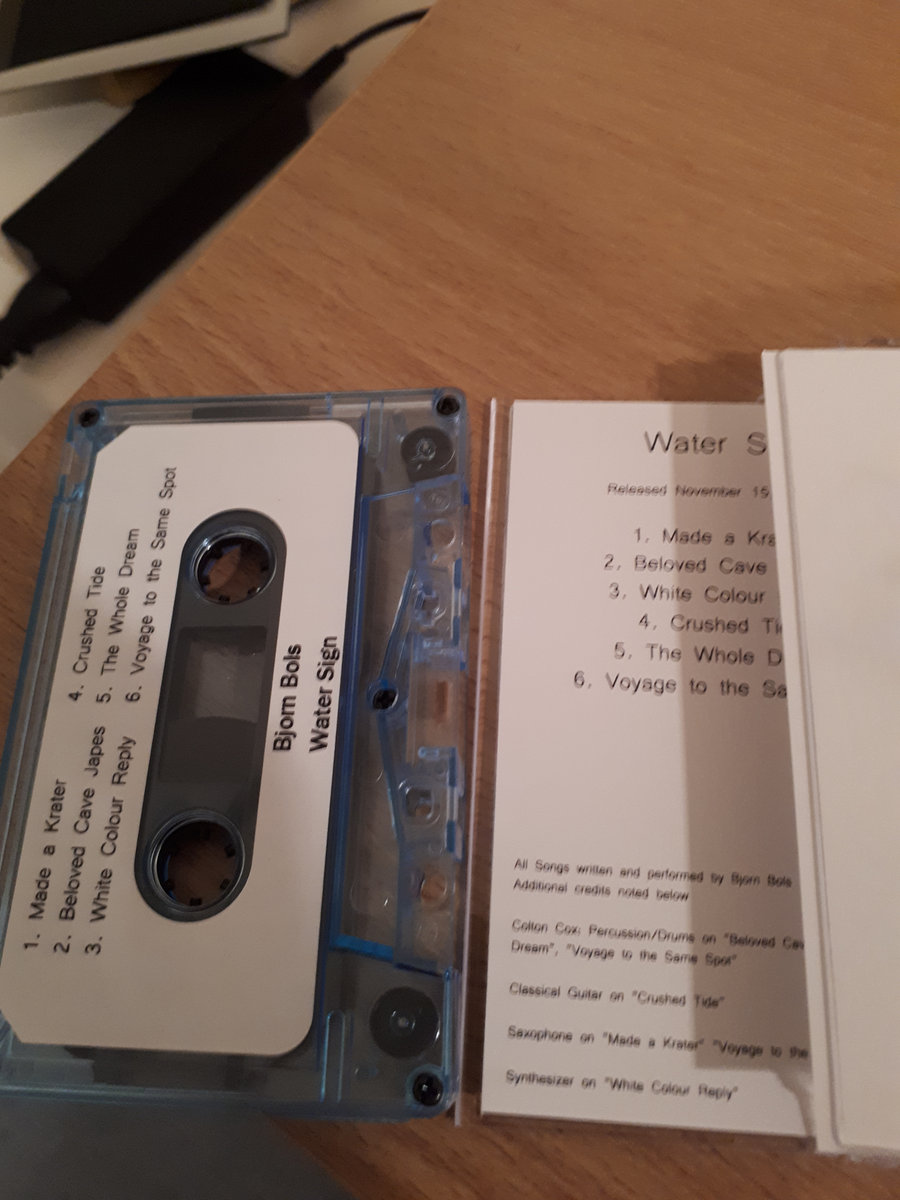 1. Made a Krater
2. Beloved Cave Japes
3. White Colour Reply
4. Crushed Tide
5. The Whole Dream
6. Voyage to the Same Spot
Bjorn Bols
Water Sign
Water S
Released November 15
1. Made a Kra
2. Beloved Cave
3. White Colour
4. Crushed Ti
5. The Whole D
6. Voyage to the Sa
All Songs written and performed by Bjorn Bols
Additional credits noted below
Colton Cox: Percussion/Drums on "Beloved Cav
Dream", "Voyage to the Same Spot"
Classical Guitar on "Crushed Tide"
Saxophone on "Made a Krater" "Voyage to the
Synthesizer on "White Colour Reply"